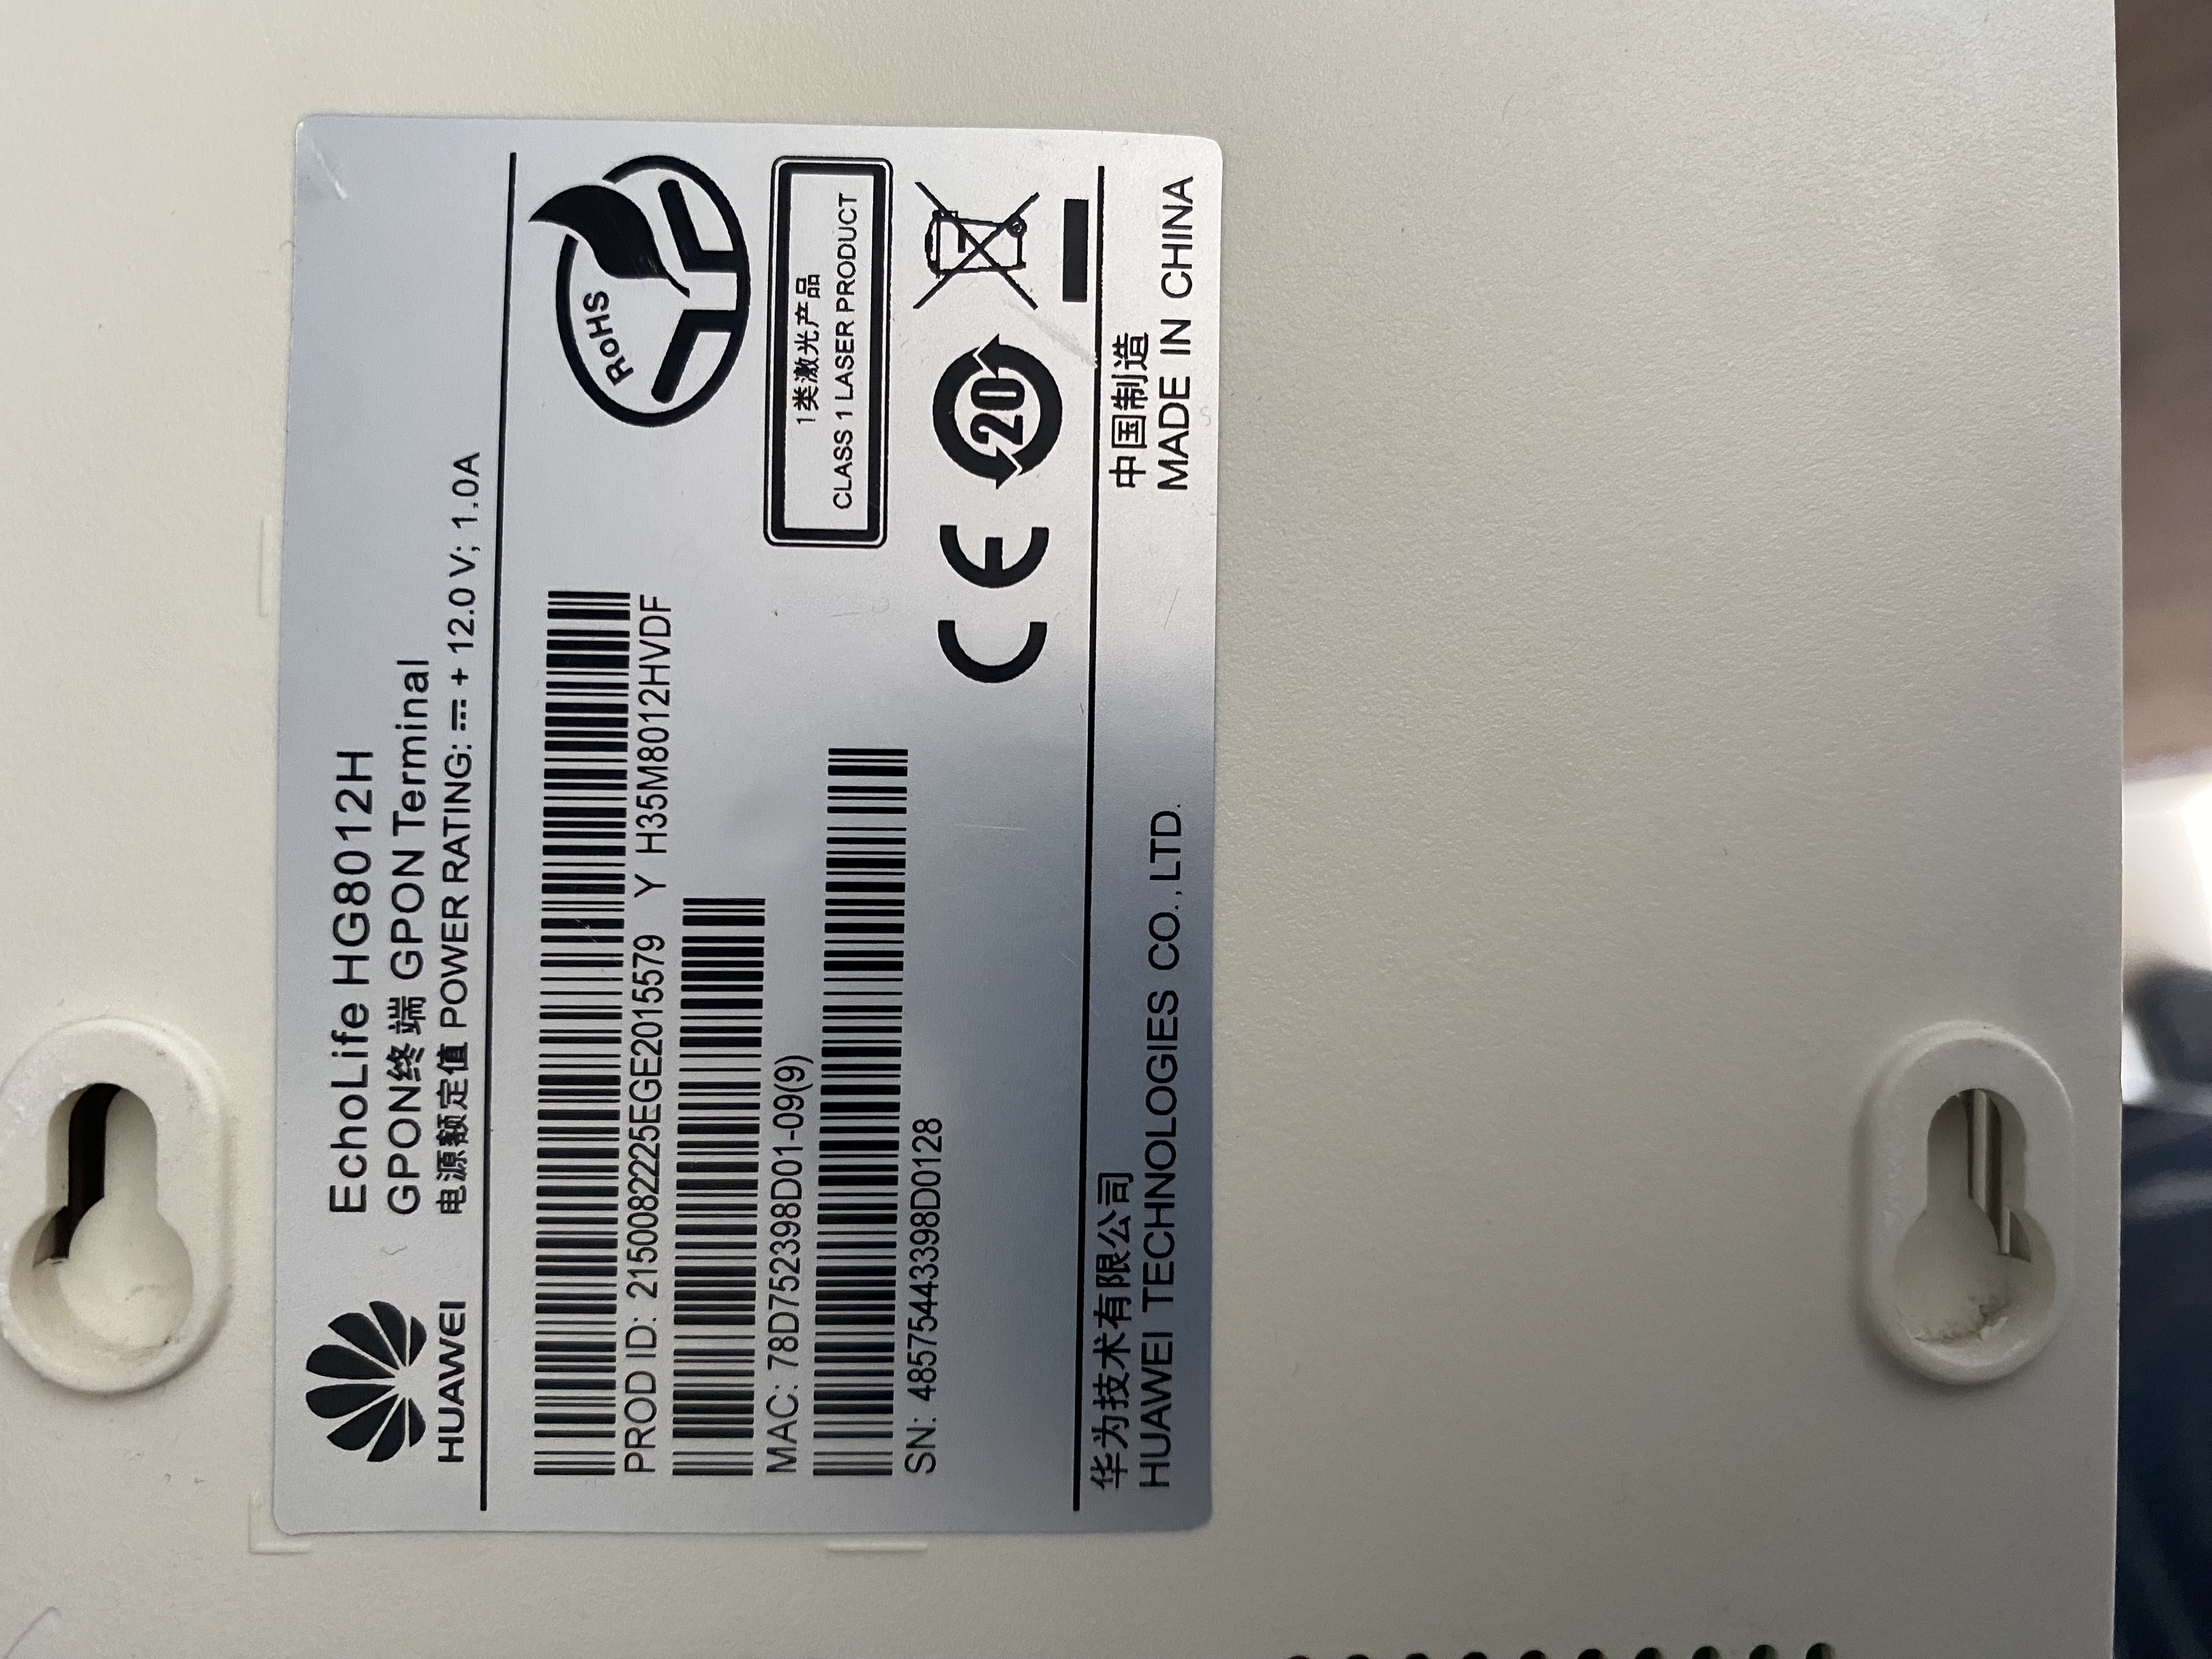 HUAWEI
EchoLife HG8012H
GPON终端 GPON Terminal
电源额定值 POWER RATING: ⎓ + 12.0 V; 1.0A
PROD ID: 2150082225EGE2015579 Y H35M8012HVDF
MAC: 78D752398D01-09(9)
SN: 48575443398D0128
RoHS
1类激光产品
CLASS 1 LASER PRODUCT
CE
20
华为技术有限公司
HUAWEI TECHNOLOGIES CO.,LTD.
中国制造
MADE IN CHINA